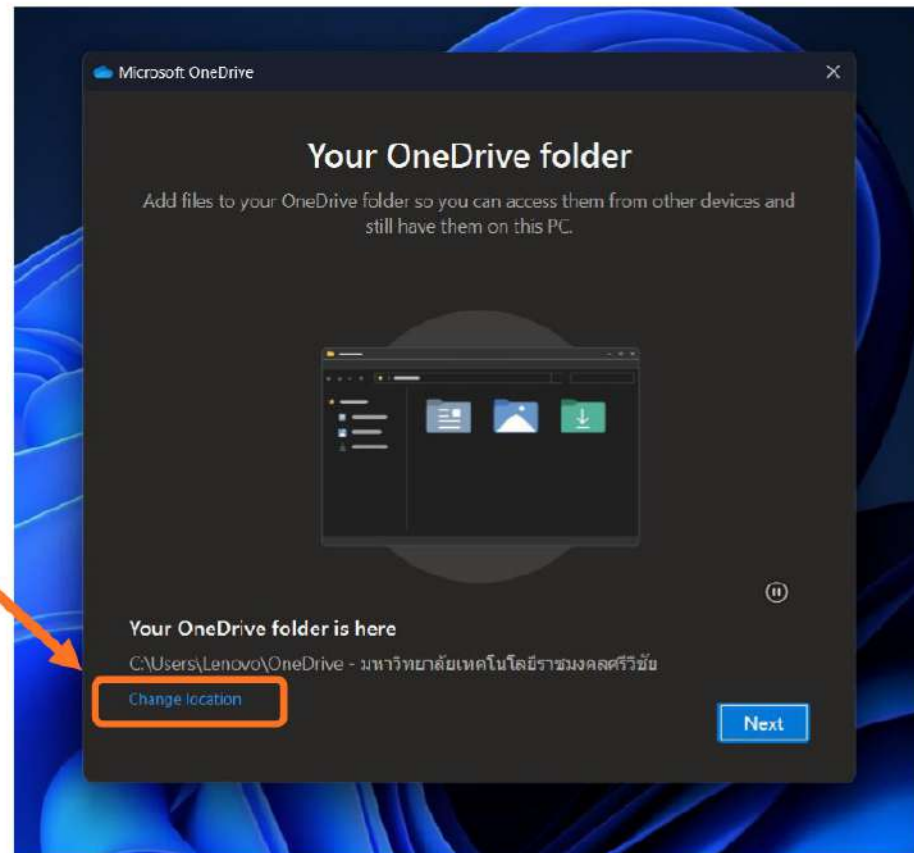 Microsoft OneDrive
Your OneDrive folder
Add files to your OneDrive folder so you can access them from other devices and
still have them on this PC.
Your OneDrive folder is here
C:\Users\Lenovo\OneDrive - มหาวิทยาลัยเทคโนโลยีราชมงคลศรีวิชัย
Change location
Next